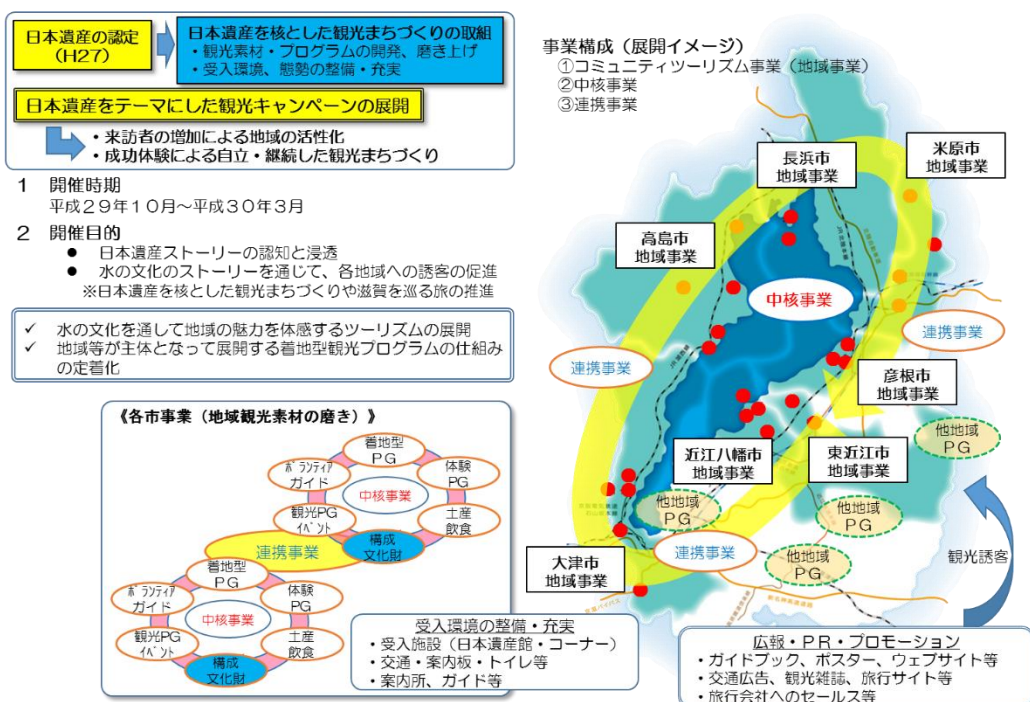 日本遺産の認定
(H27)
日本遺産を核とした観光まちづくりの取組
・観光素材・プログラムの開発、磨き上げ
・受入環境、態勢の整備・充実
日本遺産をテーマにした観光キャンペーンの展開
・来訪者の増加による地域の活性化
・成功体験による自立・継続した観光まちづくり
1 開催時期
平成29年10月~平成30年3月
2 開催目的
● 日本遺産ストーリーの認知と浸透
● 水の文化のストーリーを通じて、各地域への誘客の促進
※日本遺産を核とした観光まちづくりや滋賀を巡る旅の推進
✓ 水の文化を通して地域の魅力を体感するツーリズムの展開
✓ 地域等が主体となって展開する着地型観光プログラムの仕組み
の定着化
《各市事業(地域観光素材の磨き)》
着地型
PG
ボランティア
ガイド
体験
PG
中核事業
観光PG
イベント
土産
飲食
構成
文化財
連携事業
着地型
PG
ボランティア
ガイド
体験
PG
中核事業
観光PG
イベント
土産
飲食
構成
文化財
受入環境の整備・充実
・受入施設(日本遺産館・コーナー)
・交通・案内板・トイレ等
・案内所、ガイド等
事業構成(展開イメージ)
①コミュニティツーリズム事業(地域事業)
②中核事業
③連携事業
長浜市
地域事業
米原市
地域事業
高島市
地域事業
中核事業
連携事業
連携事業
彦根市
地域事業
近江八幡市
地域事業
東近江市
地域事業
他地域
PG
他地域
PG
他地域
PG
他地域
PG
連携事業
大津市
地域事業
観光誘客
広報・PR・プロモーション
・ガイドブック、ポスター、ウェブサイト等
・交通広告、観光雑誌、旅行サイト等
・旅行会社へのセールス等